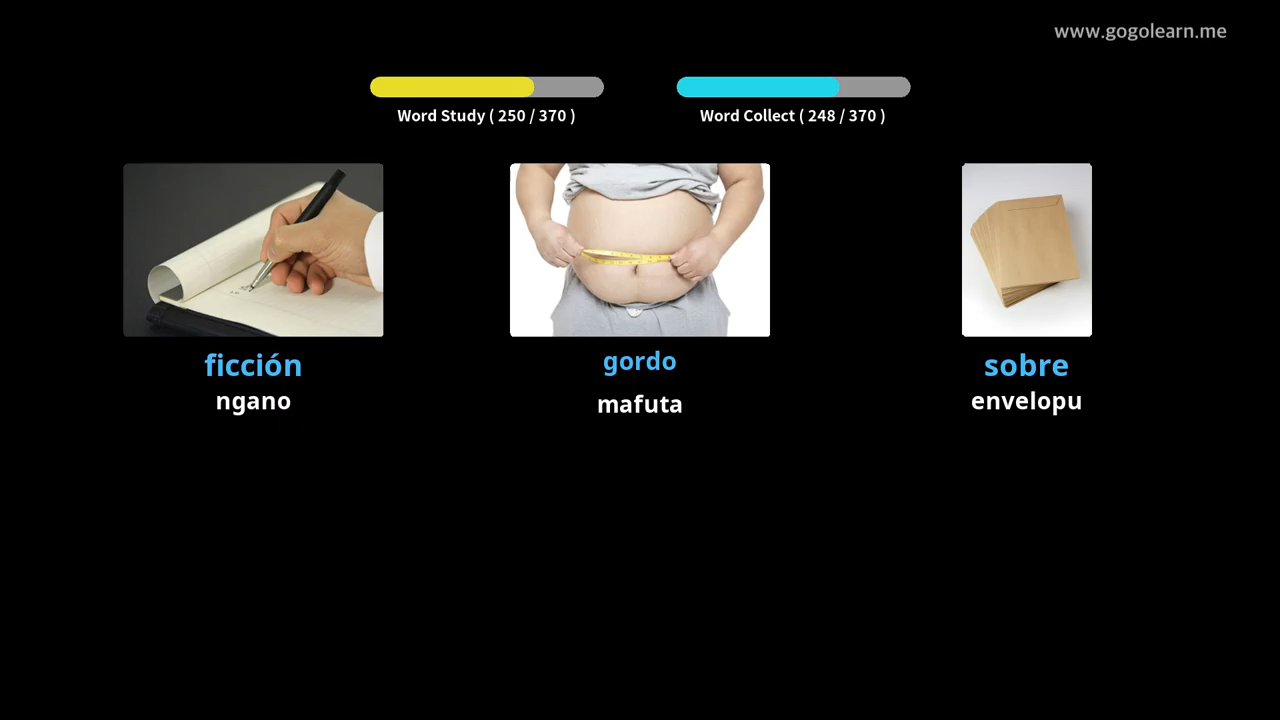 www.gogolearn.me
Word Study ( 250 / 370 )
Word Collect ( 248 / 370 )
ficción
ngano
gordo
mafuta
sobre
envelopu